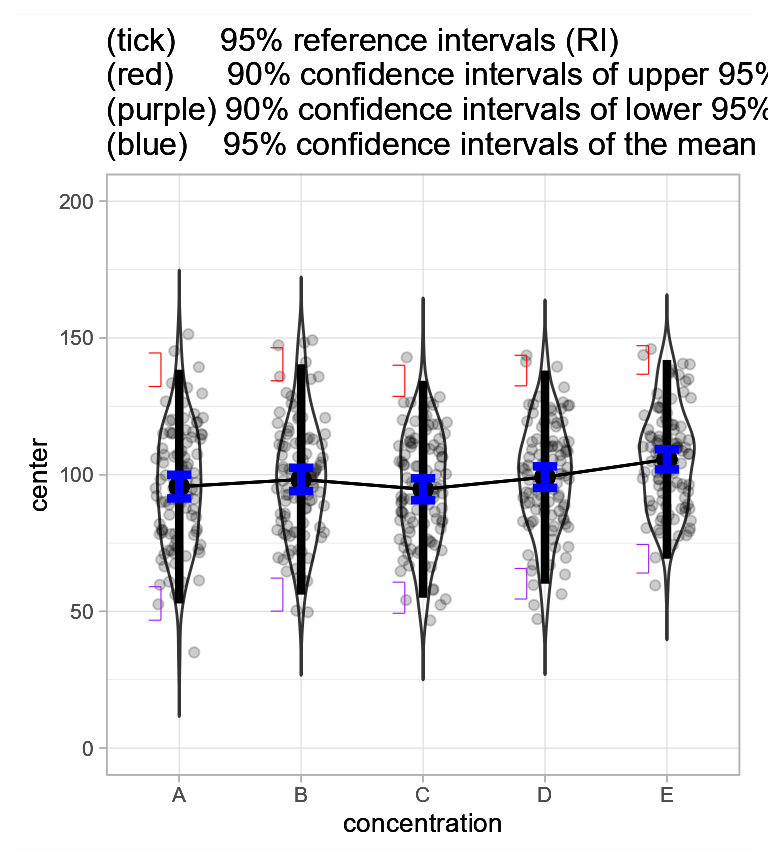 (tick) 95% reference intervals (RI)
(red) 90% confidence intervals of upper 95%
(purple) 90% confidence intervals of lower 95%
(blue) 95% confidence intervals of the mean
200
150
100
50
0
center
A B C D E
concentration